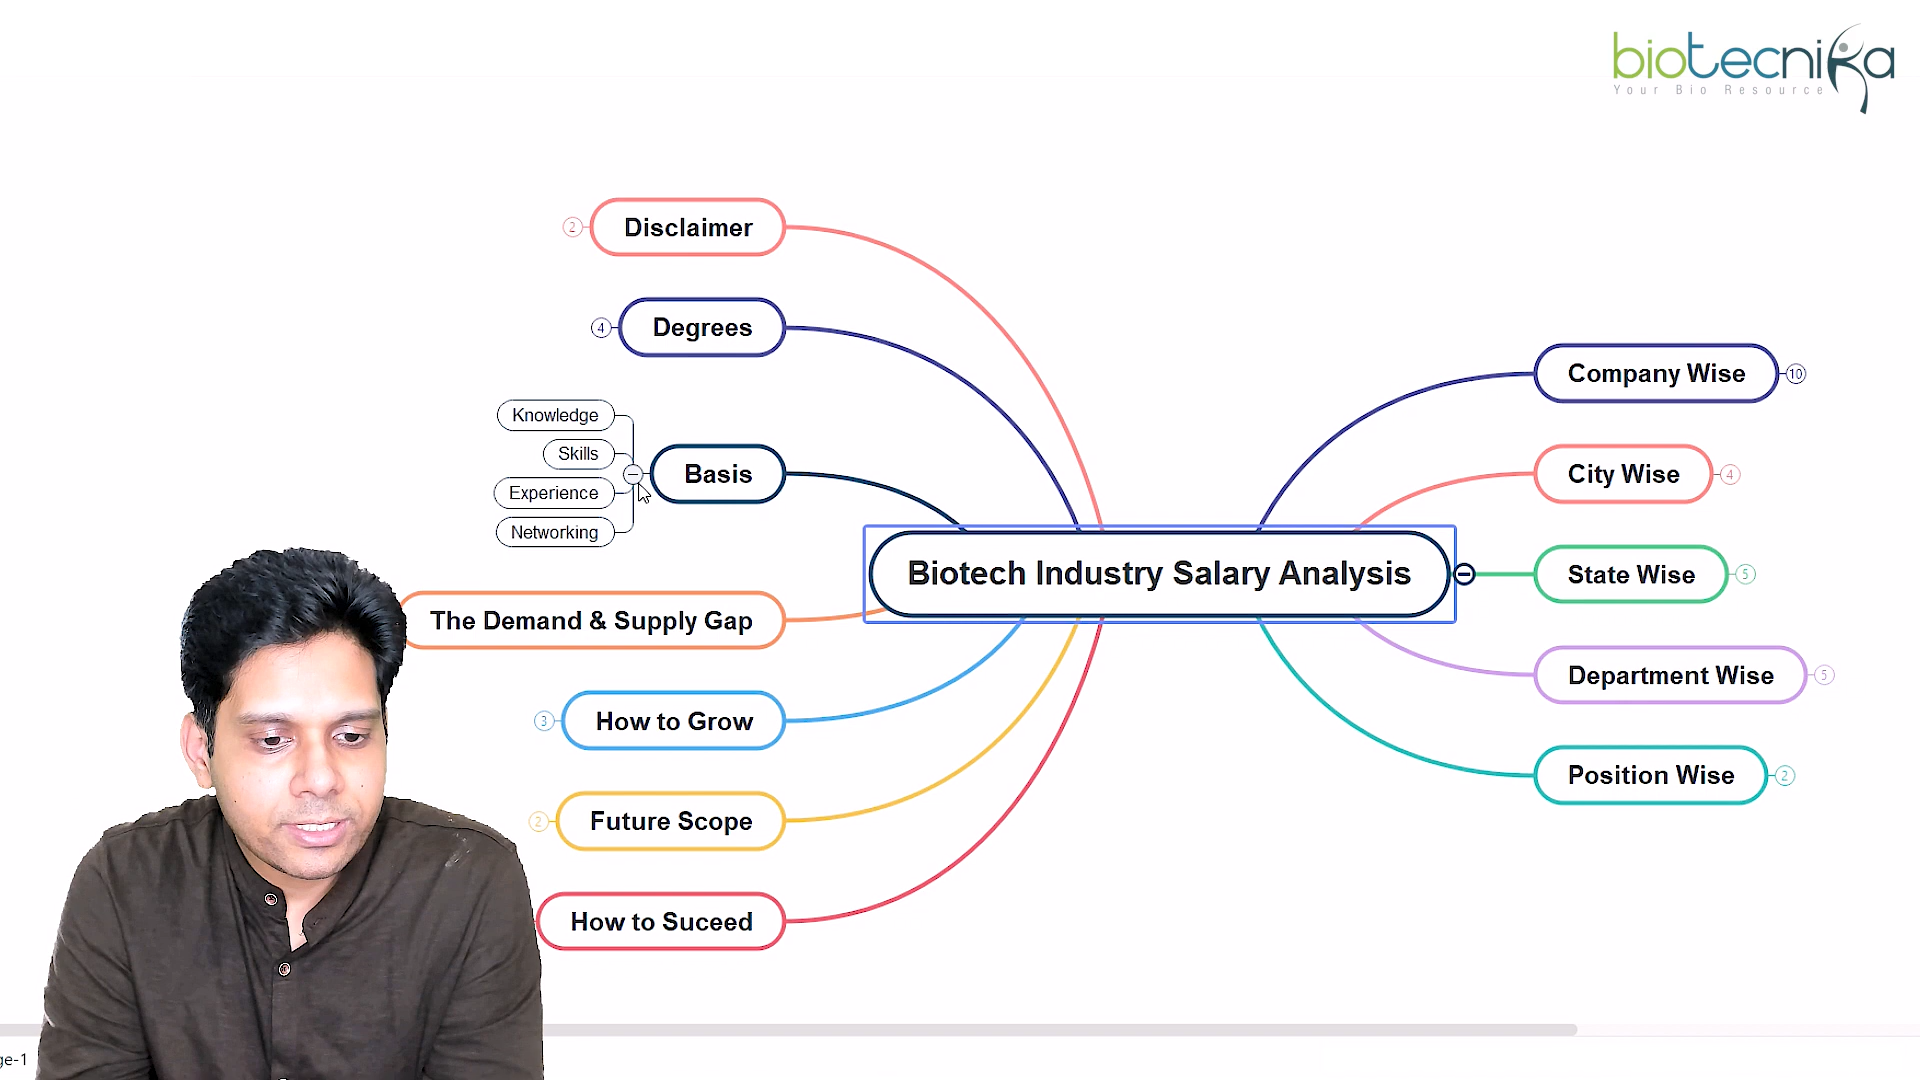 biotecnika
Your Bio Resource
2
Disclaimer
4
Degrees
Knowledge
Skills
Experience
Networking
Basis
The Demand & Supply Gap
3
How to Grow
2
Future Scope
How to Suceed
Biotech Industry Salary Analysis
Company Wise
10
City Wise
4
State Wise
5
Department Wise
5
Position Wise
2
ge-1